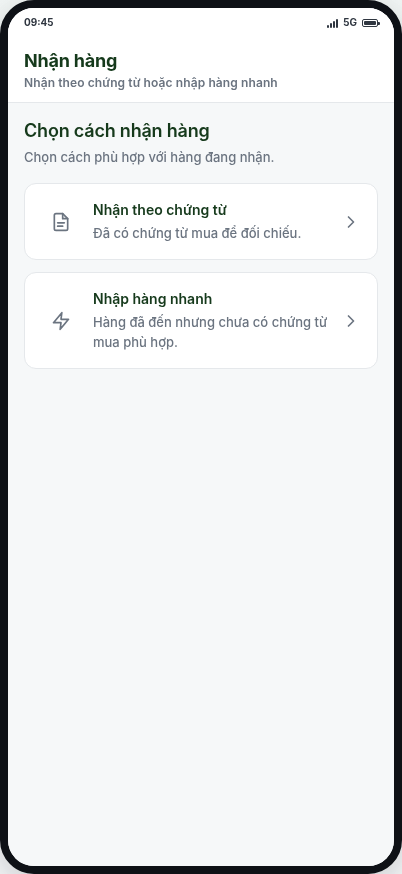 09:45
5G
Nhận hàng
Nhận theo chứng từ hoặc nhập hàng nhanh
Chọn cách nhận hàng
Chọn cách phù hợp với hàng đang nhận.
Nhận theo chứng từ
Đã có chứng từ mua để đối chiếu.
Nhập hàng nhanh
Hàng đã đến nhưng chưa có chứng từ
mua phù hợp.